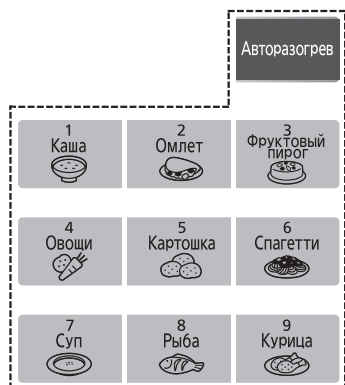 Авторазогрев
1
Каша
2
Омлет
3
Фруктовый
пирог
4
Овощи
5
Картошка
6
Спагетти
7
Суп
8
Рыба
9
Курица